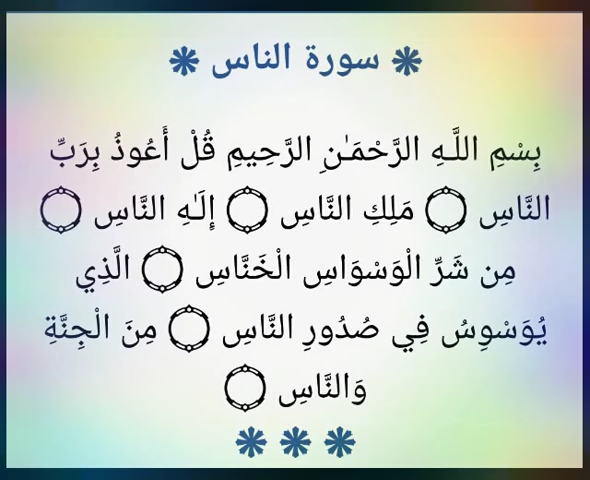 ❋ سورة الناس ❋
بِسْمِ اللَّـهِ الرَّحْمَـٰنِ الرَّحِيمِ قُلْ أَعُوذُ بِرَبِّ
النَّاسِ ۝ مَلِكِ النَّاسِ ۝ إِلَـٰهِ النَّاسِ ۝
مِن شَرِّ الْوَسْوَاسِ الْخَنَّاسِ ۝ الَّذِي
يُوَسْوِسُ فِي صُدُورِ النَّاسِ ۝ مِنَ الْجِنَّةِ
وَالنَّاسِ ۝
❋ ❋ ❋